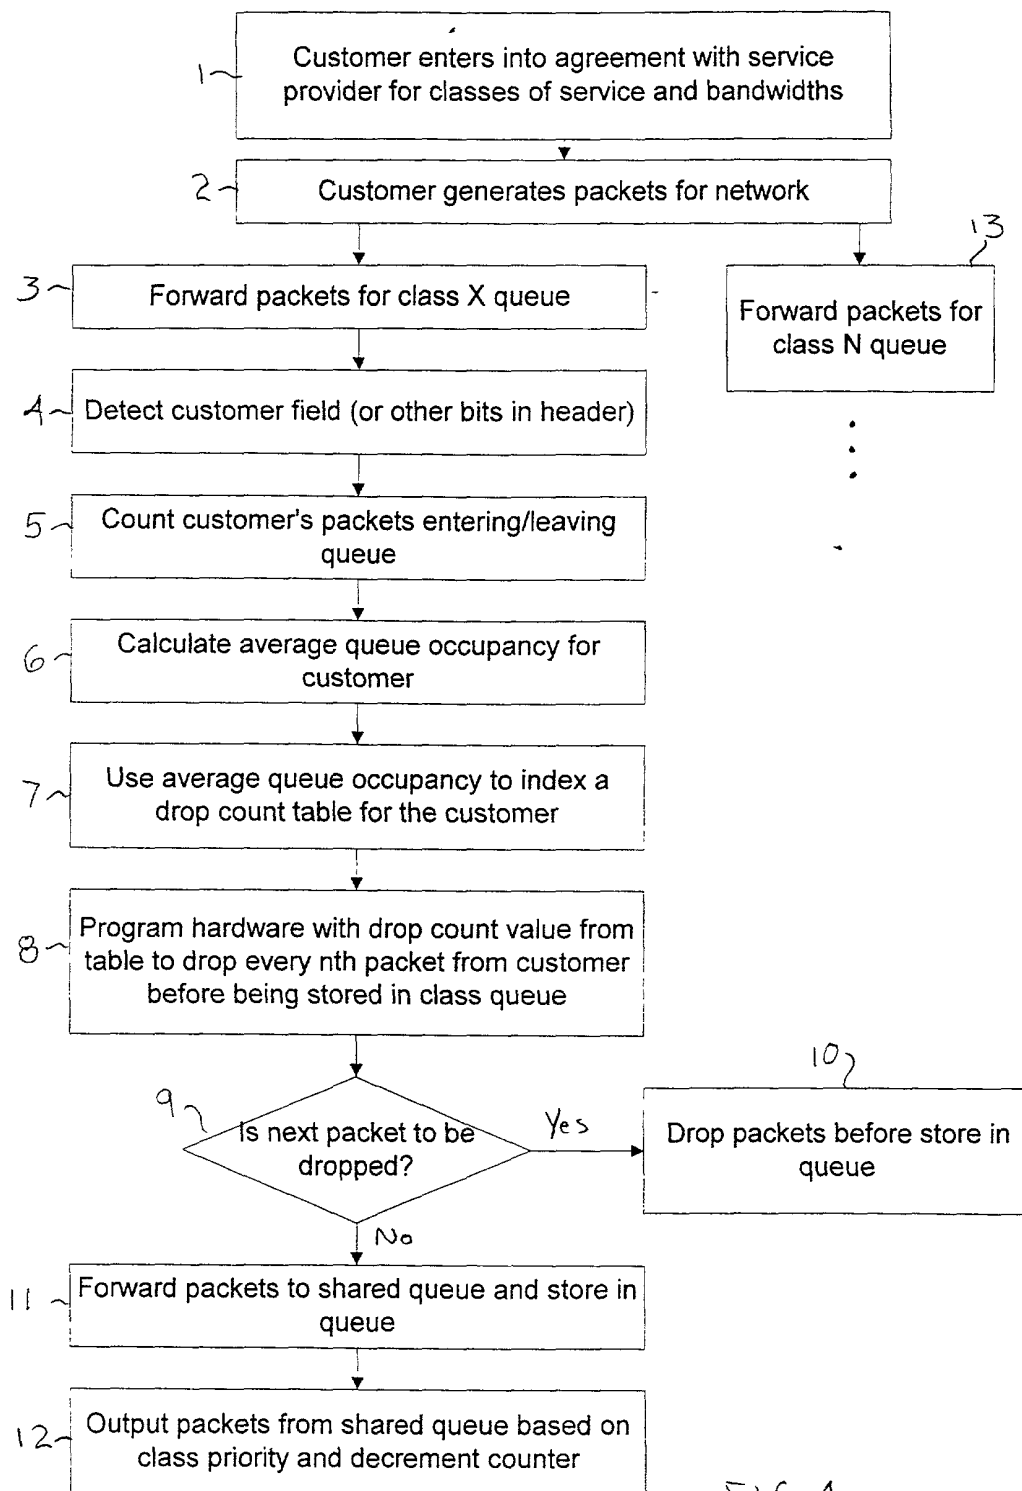 1
Customer enters into agreement with service
provider for classes of service and bandwidths
2
Customer generates packets for network
13
3
Forward packets for class X queue
Forward packets for
class N queue
4
Detect customer field (or other bits in header)
5
Count customer's packets entering/leaving
queue
6
Calculate average queue occupancy for
customer
7
Use average queue occupancy to index a
drop count table for the customer
8
Program hardware with drop count value from
table to drop every nth packet from customer
before being stored in class queue
9
Is next packet to be
dropped?
Yes
10
Drop packets before store in
queue
No
11
Forward packets to shared queue and store in
queue
12
Output packets from shared queue based on
class priority and decrement counter